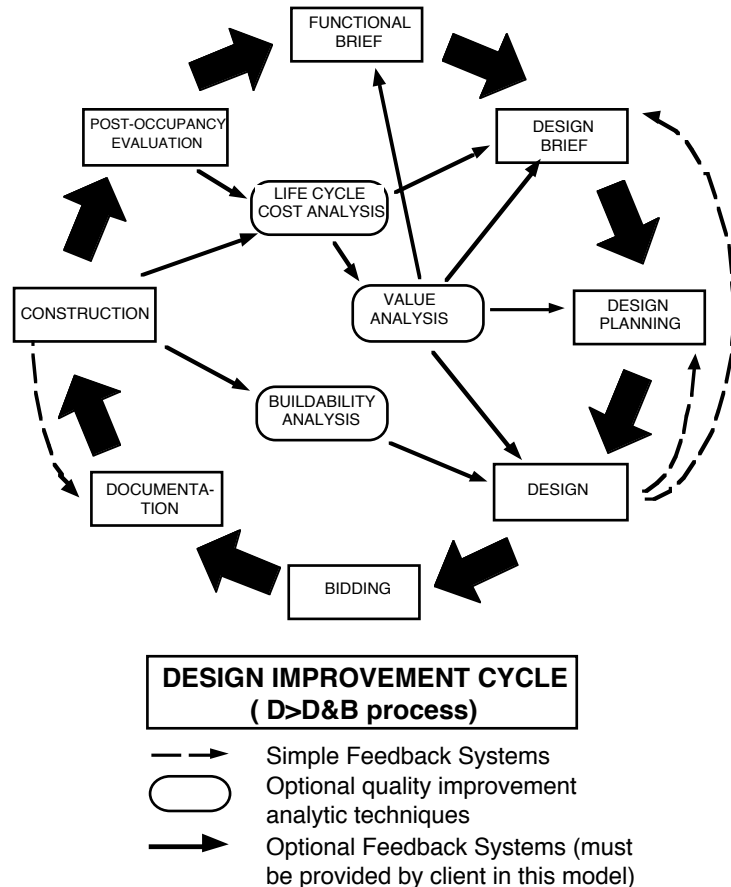 FUNCTIONAL
BRIEF
POST-OCCUPANCY
EVALUATION
DESIGN
BRIEF
LIFE CYCLE
COST ANALYSIS
CONSTRUCTION
VALUE
ANALYSIS
DESIGN
PLANNING
BUILDABILITY
ANALYSIS
DOCUMENTA-
TION
DESIGN
BIDDING
DESIGN IMPROVEMENT CYCLE
( D>D&B process)
Simple Feedback Systems
Optional quality improvement
analytic techniques
Optional Feedback Systems (must
be provided by client in this model)